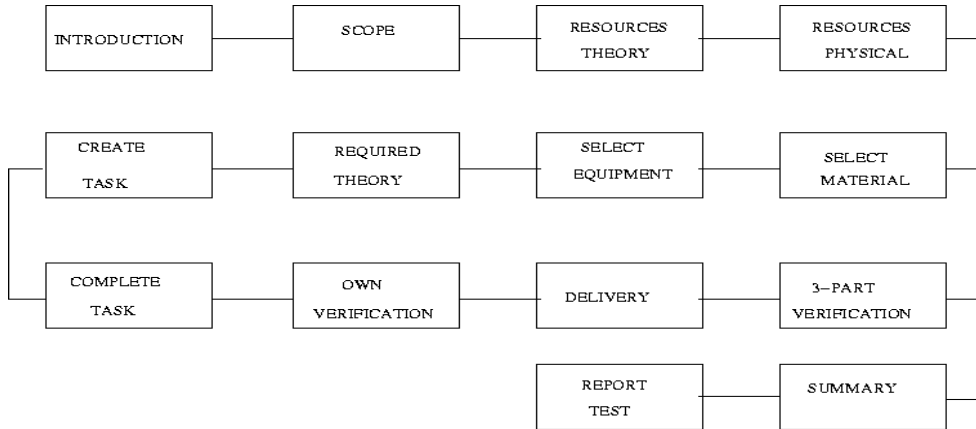 INTRODUCTION
SCOPE
RESOURCES
THEORY
RESOURCES
PHYSICAL
CREATE
TASK
REQUIRED
THEORY
SELECT
EQUIPMENT
SELECT
MATERIAL
COMPLETE
TASK
OWN
VERIFICATION
DELIVERY
3-PART
VERIFICATION
REPORT
TEST
SUMMARY